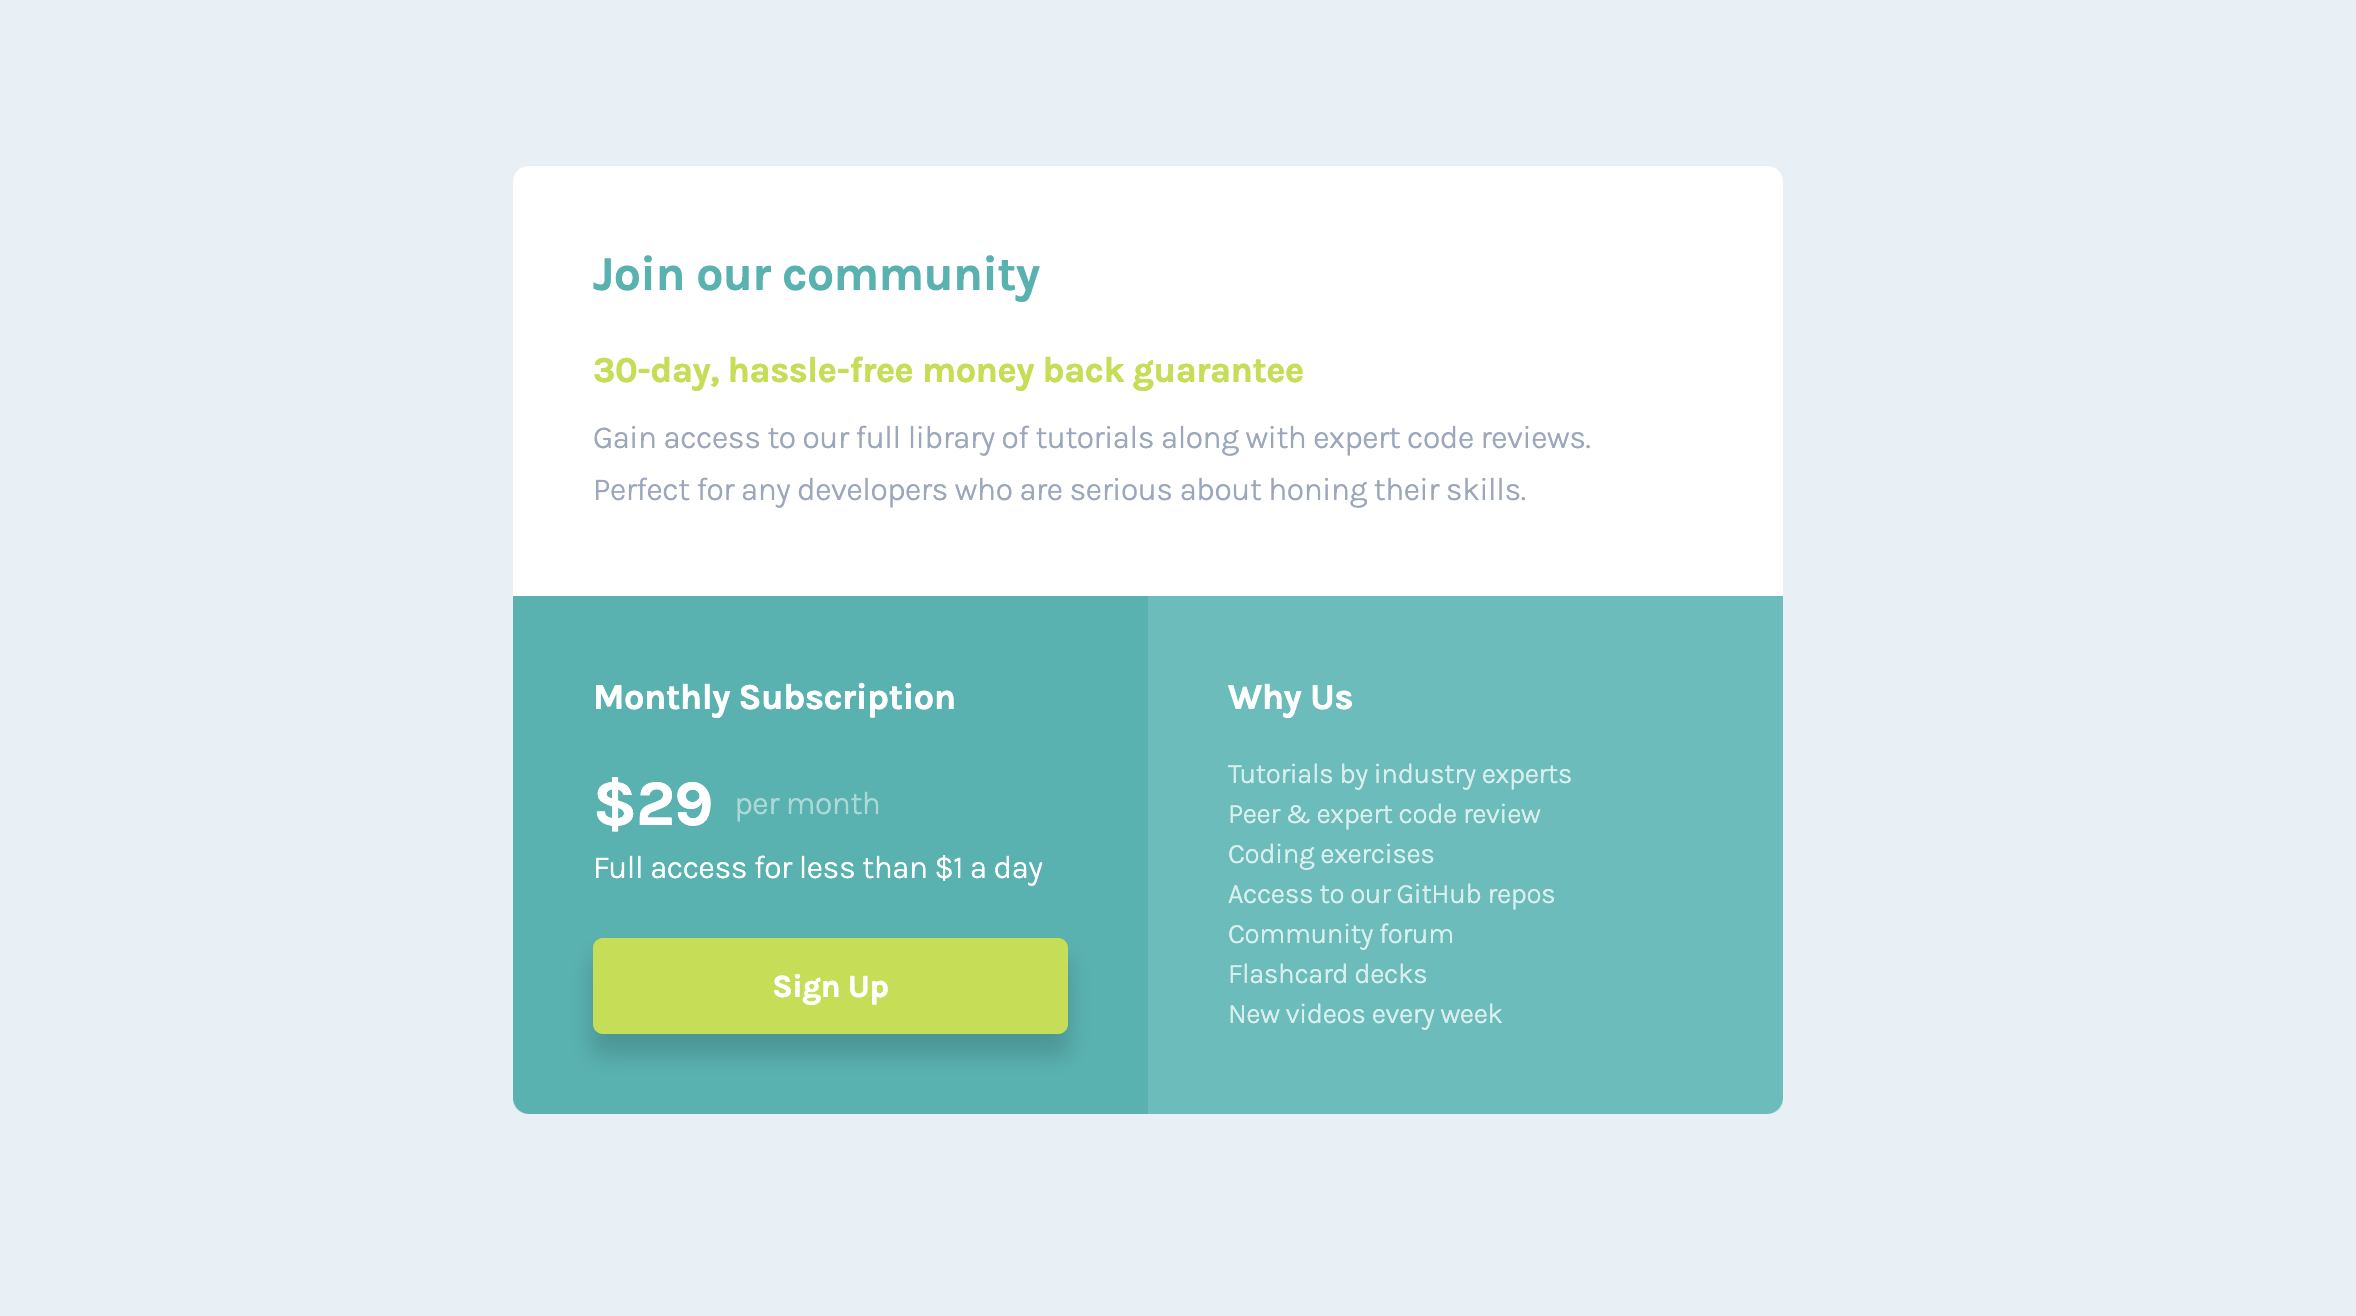 Join our community
30-day, hassle-free money back guarantee
Gain access to our full library of tutorials along with expert code reviews.
Perfect for any developers who are serious about honing their skills.
Monthly Subscription
$29 per month
Full access for less than $1 a day
Sign Up
Why Us
Tutorials by industry experts
Peer & expert code review
Coding exercises
Access to our GitHub repos
Community forum
Flashcard decks
New videos every week